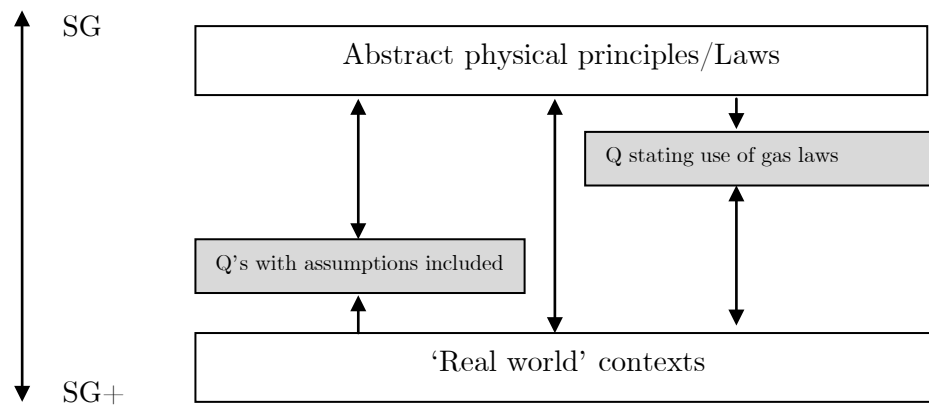 SG
Abstract physical principles/Laws
Q stating use of gas laws
Q's with assumptions included
‘Real world’ contexts
SG+